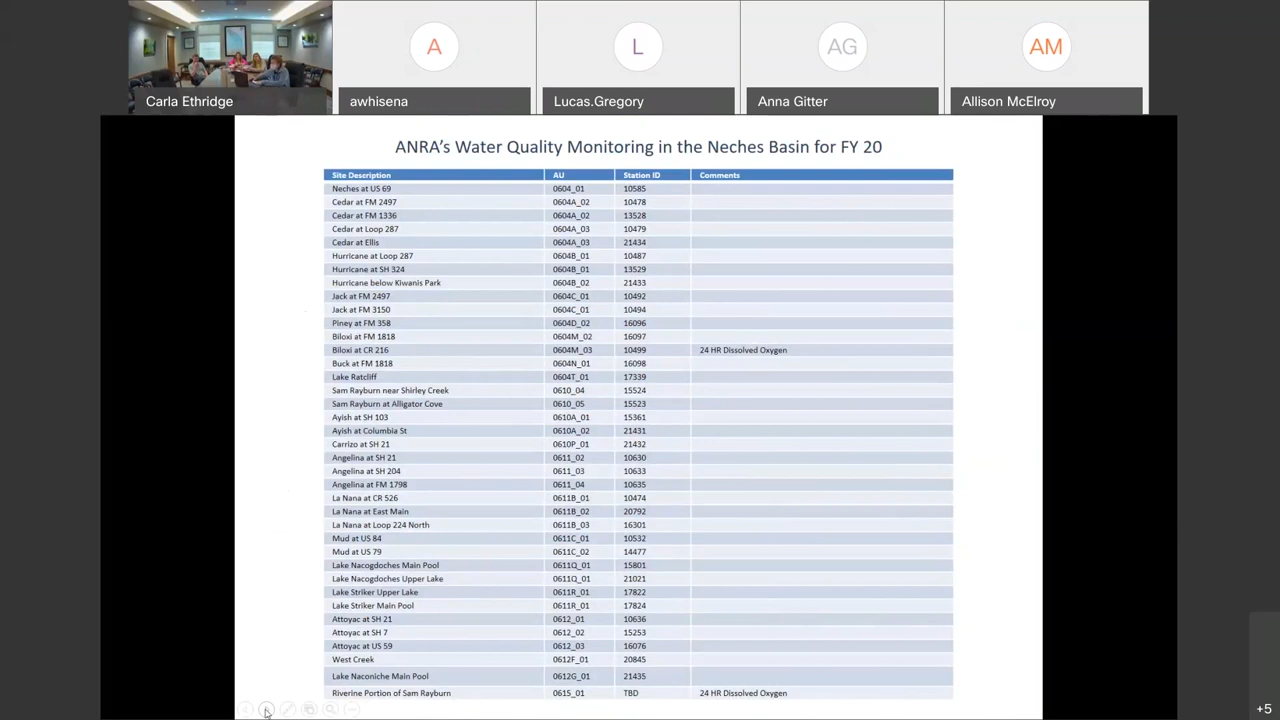 A
L
AG
AM
Carla Ethridge
awhisena
Lucas.Gregory
Anna Gitter
Allison McElroy
ANRA's Water Quality Monitoring in the Neches Basin for FY 20
Site Description AU Station ID Comments
Neches at US 69 0604_01 10585
Cedar at FM 2497 0604A_02 10478
Cedar at FM 1336 0604A_02 13528
Cedar at Loop 287 0604A_03 10479
Cedar at Ellis 0604A_03 21434
Hurricane at Loop 287 0604B_01 10487
Hurricane at SH 324 0604B_01 13529
Hurricane below Kiwanis Park 0604B_02 21433
Jack at FM 2497 0604C_01 10492
Jack at FM 3150 0604C_01 10494
Piney at FM 358 0604D_02 16096
Biloxi at FM 1818 0604M_02 16097
Biloxi at CR 216 0604M_03 10499 24 HR Dissolved Oxygen
Buck at FM 1818 0604N_01 16098
Lake Ratcliff 0604T_01 17339
Sam Rayburn near Shirley Creek 0610_04 15524
Sam Rayburn at Alligator Cove 0610_05 15523
Ayish at SH 103 0610A_01 15361
Ayish at Columbia St 0610A_02 21431
Carrizo at SH 21 0610P_01 21432
Angelina at SH 21 0611_02 10630
Angelina at SH 204 0611_03 10633
Angelina at FM 1798 0611_04 10635
La Nana at CR 526 0611B_01 10474
La Nana at East Main 0611B_02 20792
La Nana at Loop 224 North 0611B_03 16301
Mud at US 84 0611C_01 10532
Mud at US 79 0611C_02 14477
Lake Nacogdoches Main Pool 0611Q_01 15801
Lake Nacogdoches Upper Lake 0611Q_01 21021
Lake Striker Upper Lake 0611R_01 17822
Lake Striker Main Pool 0611R_01 17824
Attoyac at SH 21 0612_01 10636
Attoyac at SH 7 0612_02 15253
Attoyac at US 59 0612_03 16076
West Creek 0612F_01 20845
Lake Naconiche Main Pool 0612G_01 21435
Riverine Portion of Sam Rayburn 0615_01 TBD 24 HR Dissolved Oxygen
+5